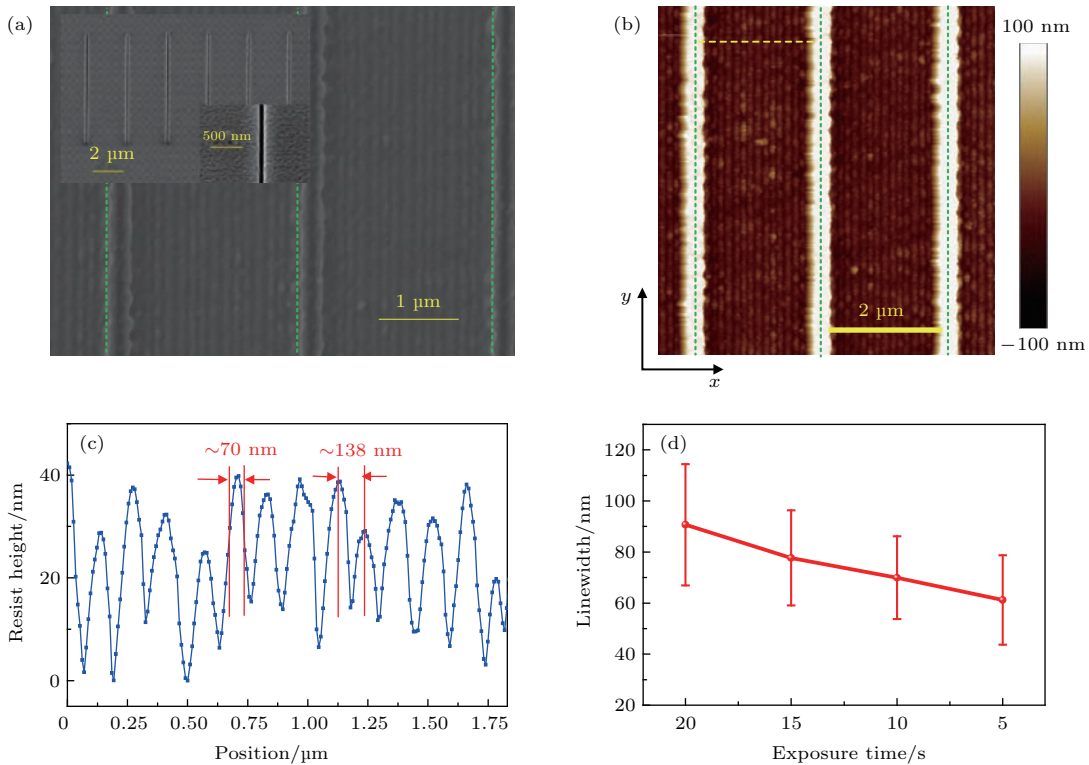 (a)
500 nm
2 µm
1 µm
(b)
100 nm
−100 nm
2 µm
y
x
(c)
~70 nm
~138 nm
Resist height/nm
40
20
0
0 0.25 0.50 0.75 1.00 1.25 1.50 1.75
Position/µm
(d)
Linewidth/nm
120
100
80
60
40
20
20 15 10 5
Exposure time/s